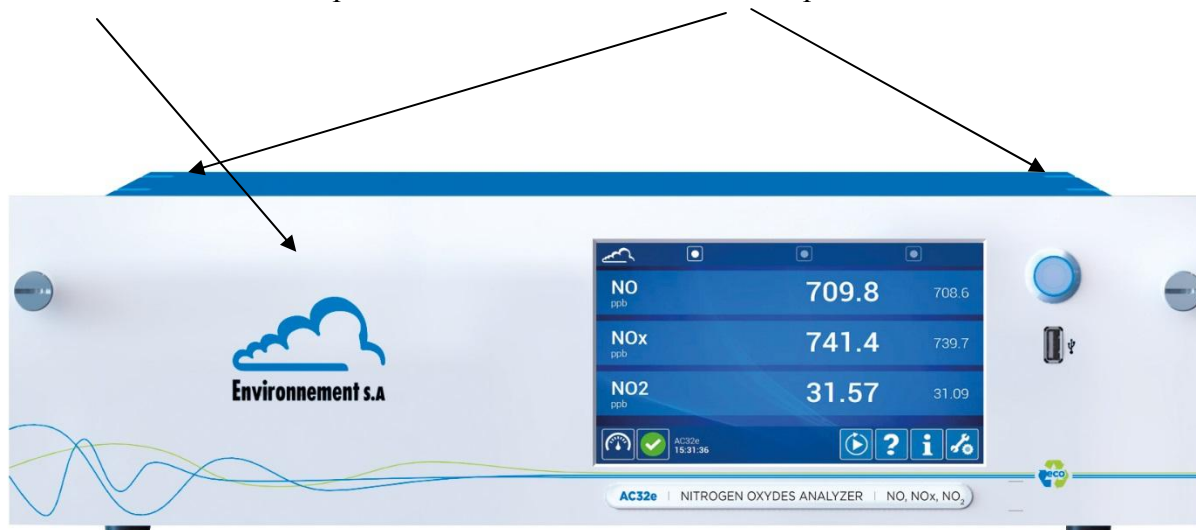 NO
ppb
709.8
708.6
NOx
ppb
741.4
739.7
NO2
ppb
31.57
31.09
Environnement s.A
AC32e
15:31:36
? i
eco
AC32e | NITROGEN OXYDES ANALYZER | NO, NOx, NO2